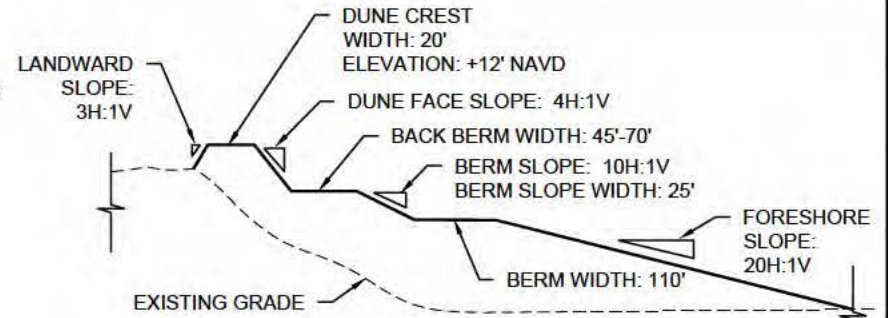 DUNE CREST
WIDTH: 20'
ELEVATION: +12' NAVD
LANDWARD
SLOPE:
3H:1V
DUNE FACE SLOPE: 4H:1V
BACK BERM WIDTH: 45'-70'
BERM SLOPE: 10H:1V
BERM SLOPE WIDTH: 25'
FORESHORE
SLOPE:
20H:1V
BERM WIDTH: 110'
EXISTING GRADE